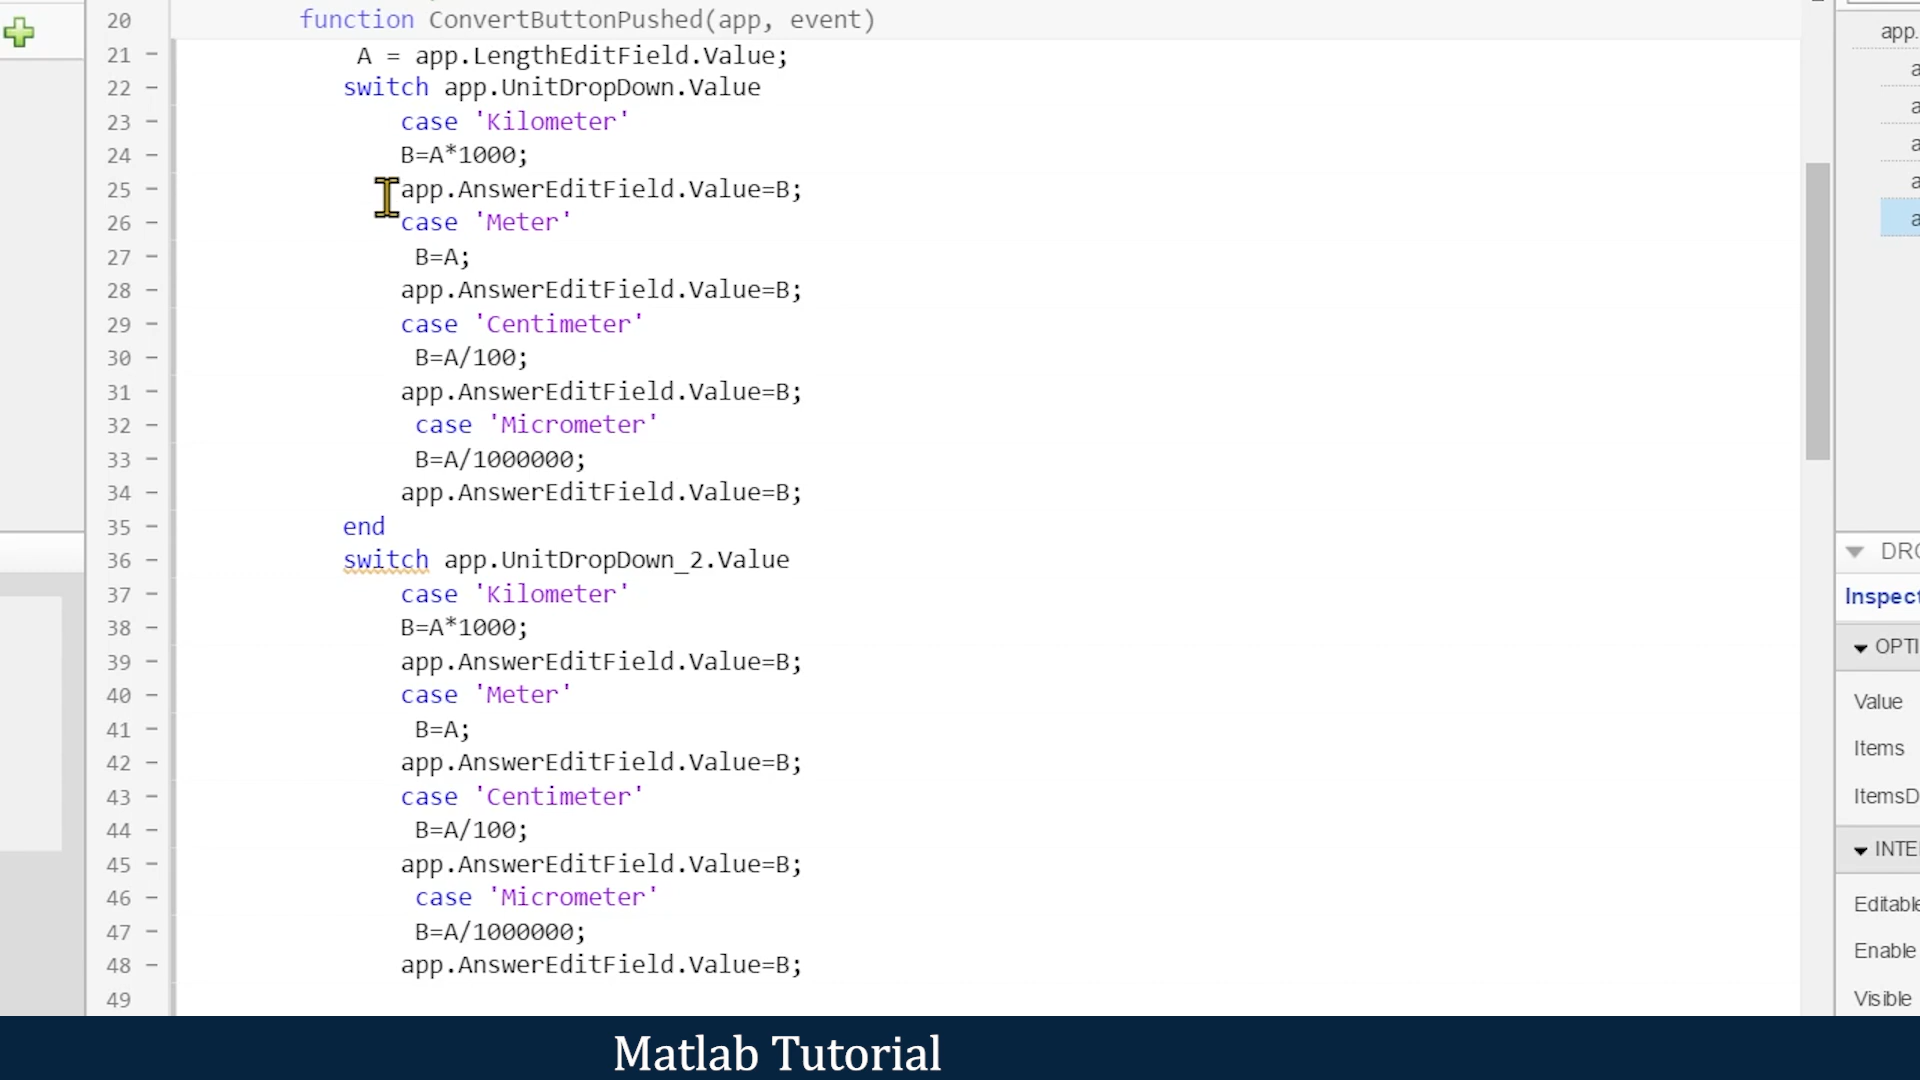 20 function ConvertButtonPushed(app, event)
21 - A = app.LengthEditField.Value;
22 - switch app.UnitDropDown.Value
23 - case 'Kilometer'
24 - B=A*1000;
25 - app.AnswerEditField.Value=B;
26 - case 'Meter'
27 - B=A;
28 - app.AnswerEditField.Value=B;
29 - case 'Centimeter'
30 - B=A/100;
31 - app.AnswerEditField.Value=B;
32 - case 'Micrometer'
33 - B=A/1000000;
34 - app.AnswerEditField.Value=B;
35 - end
36 - switch app.UnitDropDown_2.Value
37 - case 'Kilometer'
38 - B=A*1000;
39 - app.AnswerEditField.Value=B;
40 - case 'Meter'
41 - B=A;
42 - app.AnswerEditField.Value=B;
43 - case 'Centimeter'
44 - B=A/100;
45 - app.AnswerEditField.Value=B;
46 - case 'Micrometer'
47 - B=A/1000000;
48 - app.AnswerEditField.Value=B;
49
app.
a
a
a
a
a
DRO
Inspect
OPTI
Value
Items
ItemsD
INTE
Editable
Enable
Visible
Matlab Tutorial